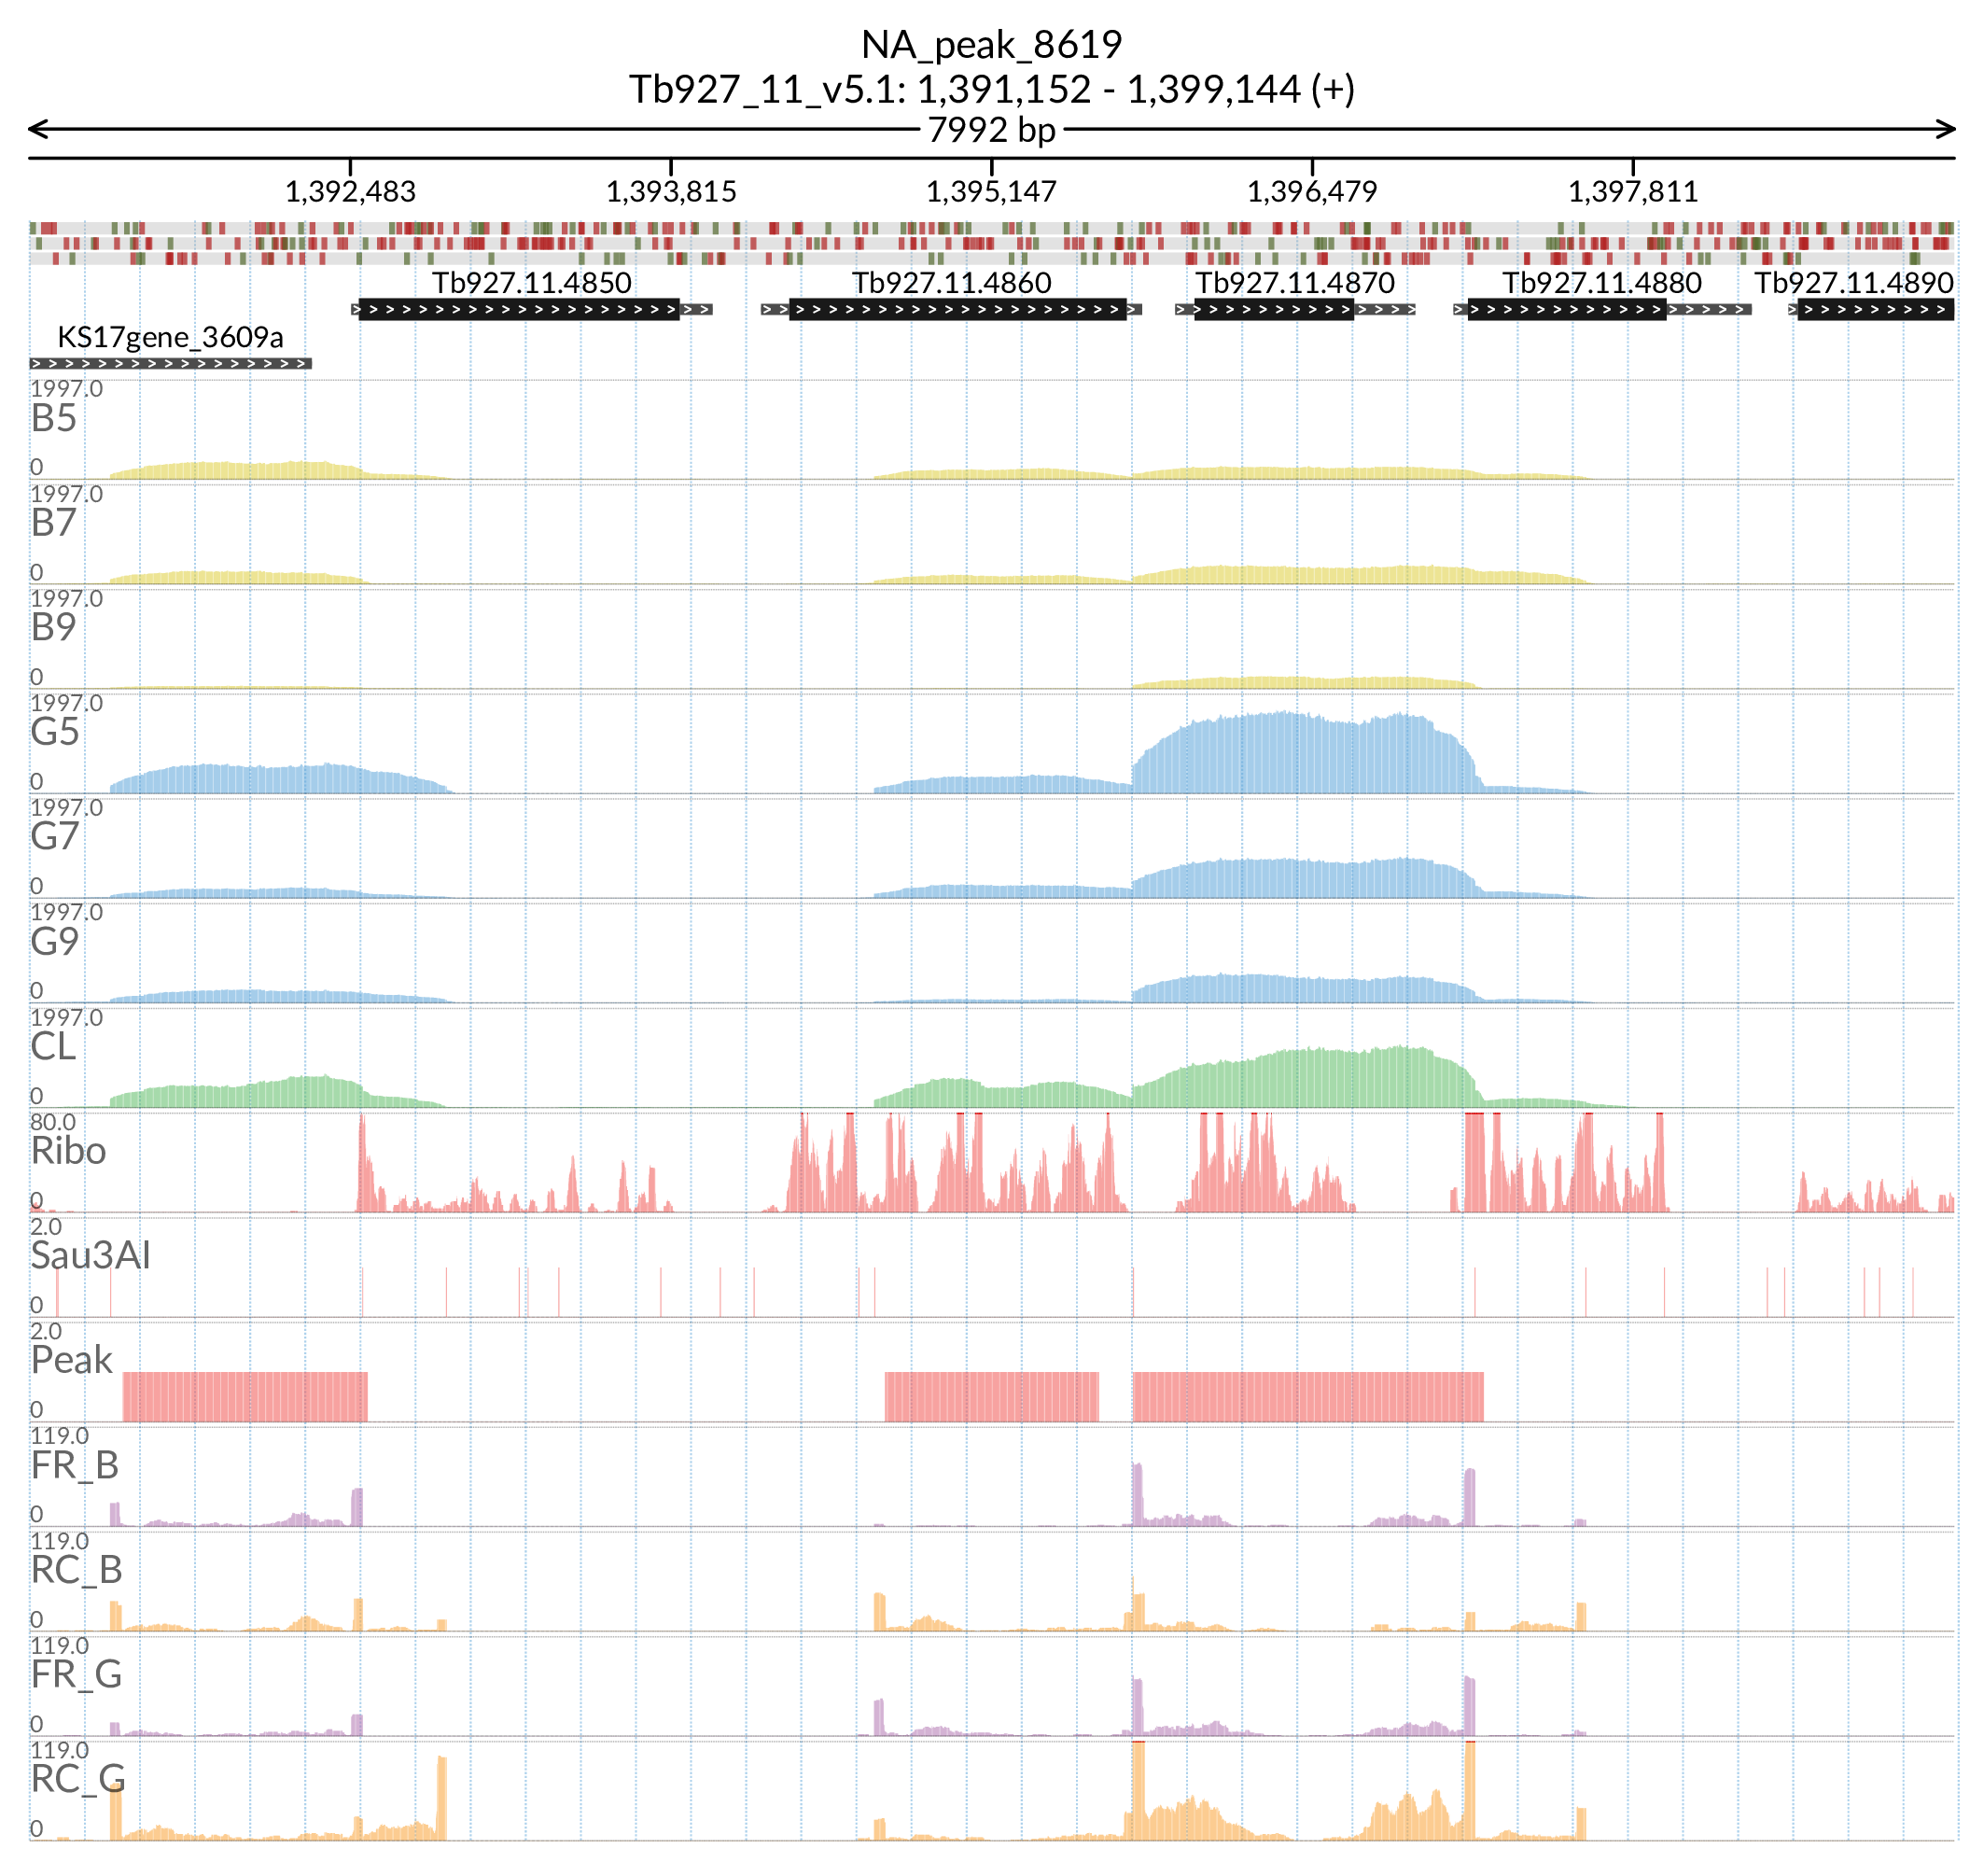 NA_peak_8619
Tb927_11_v5.1: 1,391,152 - 1,399,144 (+)
7992 bp
1,392,483 1,393,815 1,395,147 1,396,479 1,397,811
Tb927.11.4850 Tb927.11.4860 Tb927.11.4870 Tb927.11.4880 Tb927.11.4890
KS17gene_3609a
1997.0
B5
0
1997.0
B7
0
1997.0
B9
0
1997.0
G5
0
1997.0
G7
0
1997.0
G9
0
1997.0
CL
0
80.0
Ribo
0
2.0
Sau3AI
0
2.0
Peak
0
119.0
FR_B
0
119.0
RC_B
0
119.0
FR_G
0
119.0
RC_G
0